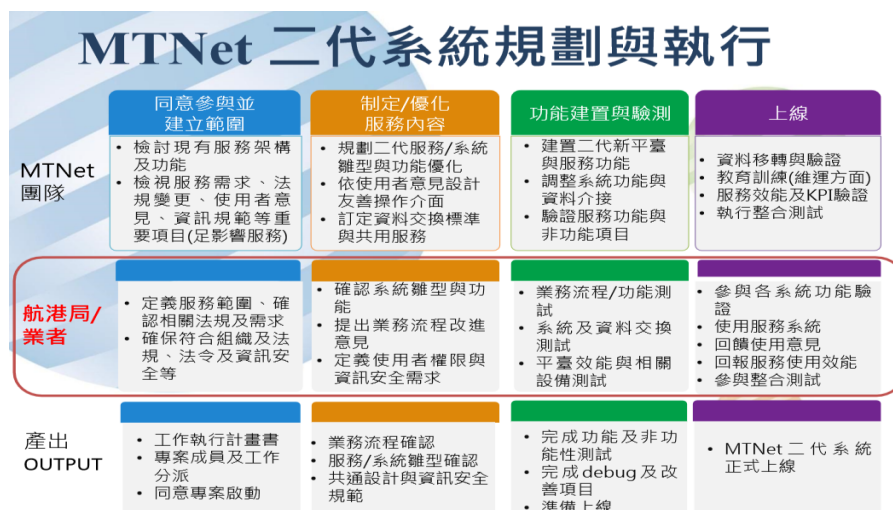 MTNet 二代系統規劃與執行
同意參與並
建立範圍
制定/優化
服務內容
功能建置與驗測
上線
MTNet
團隊
• 檢討現有服務架構
及功能
• 檢視服務需求、法
規變更、使用者意
見、資訊規範等重
要項目(足影響服務)
• 規劃二代服務/系統
雛型與功能優化
• 依使用者意見設計
友善操作介面
• 訂定資料交換標準
與共用服務
• 建置二代新平臺
與服務功能
• 調整系統功能與
資料介接
• 驗證服務功能與
非功能項目
• 資料移轉與驗證
• 教育訓練(維運方面)
• 服務效能及KPI驗證
• 執行整合測試
航港局/
業者
• 定義服務範圍、確
認相關法規及需求
• 確保符合組織及法
規、法令及資訊安
全等
• 確認系統雛型與功
能
• 提出業務流程改進
意見
• 定義使用者權限與
資訊安全需求
• 業務流程/功能測
試
• 系統及資料交換
測試
• 平臺效能與相關
設備測試
• 參與各系統功能驗
證
• 使用服務系統
• 回饋使用意見
• 回報服務使用效能
• 參與整合測試
產出
OUTPUT
• 工作執行計畫書
• 專案成員及工作
分派
• 同意專案啟動
• 業務流程確認
• 服務/系統雛型確認
• 共通設計與資訊安全
規範
• 完成功能及非功
能性測試
• 完成 debug 及改
善項目
• 準備上線
• MTNet 二代系統
正式上線